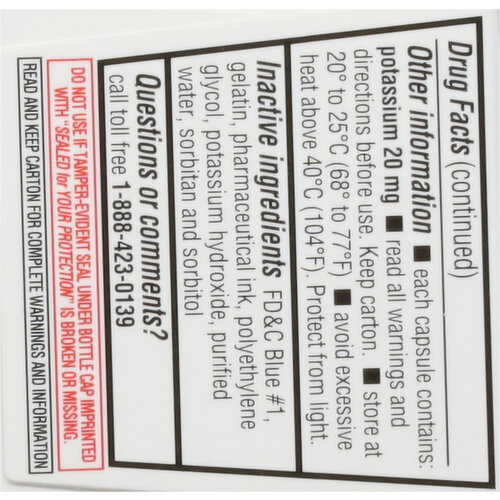 Drug Facts (continued)
Other information ■ each capsule contains:
potassium 20 mg ■ read all warnings and
directions before use. Keep carton. ■ store at
20° to 25°C (68° to 77°F) ■ avoid excessive
heat above 40°C (104°F). Protect from light.
Inactive ingredients FD&C Blue #1,
gelatin, pharmaceutical ink, polyethylene
glycol, potassium hydroxide, purified
water, sorbitan and sorbitol
Questions or comments?
call toll free 1-888-423-0139
DO NOT USE IF TAMPER-EVIDENT SEAL UNDER BOTTLE CAP IMPRINTED
WITH "SEALED for YOUR PROTECTION" IS BROKEN OR MISSING.
READ AND KEEP CARTON FOR COMPLETE WARNINGS AND INFORMATION